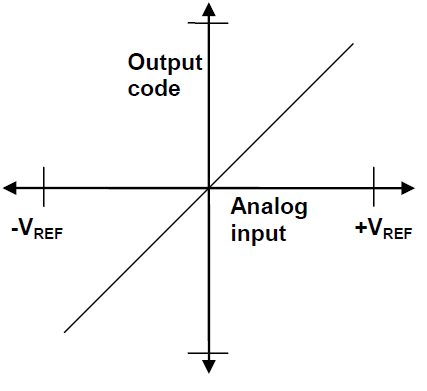 Output
code
Analog
input
-VREF
+VREF